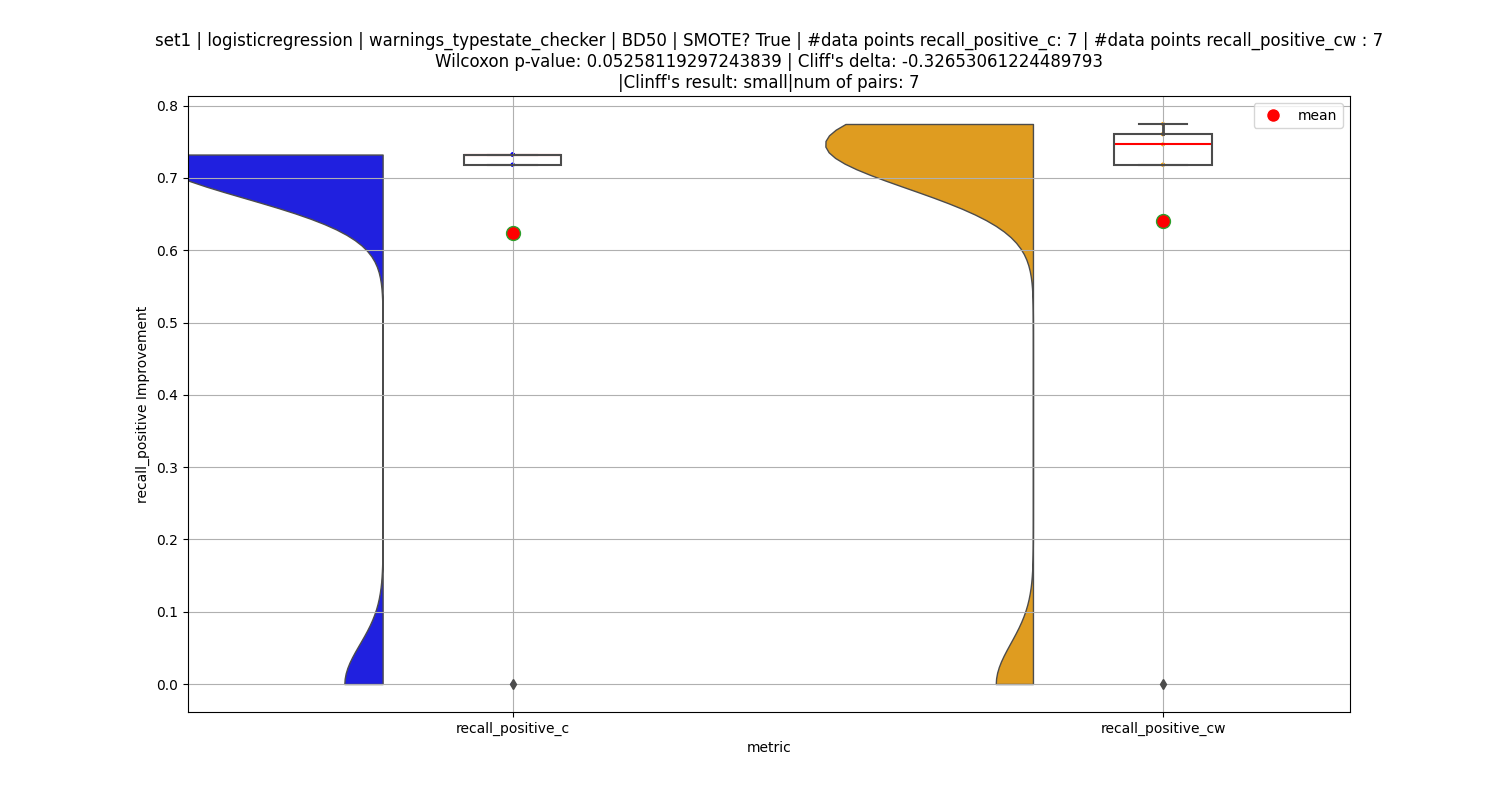 set1 | logisticregression | warnings_typestate_checker | BD50 | SMOTE? True | #data points recall_positive_c: 7 | #data points recall_positive_cw : 7
Wilcoxon p-value: 0.05258119297243839 | Cliff's delta: -0.32653061224489793
|Clinff's result: small|num of pairs: 7
mean
0.8
0.7
0.6
0.5
0.4
0.3
0.2
0.1
0.0
recall_positive Improvement
recall_positive_c
recall_positive_cw
metric